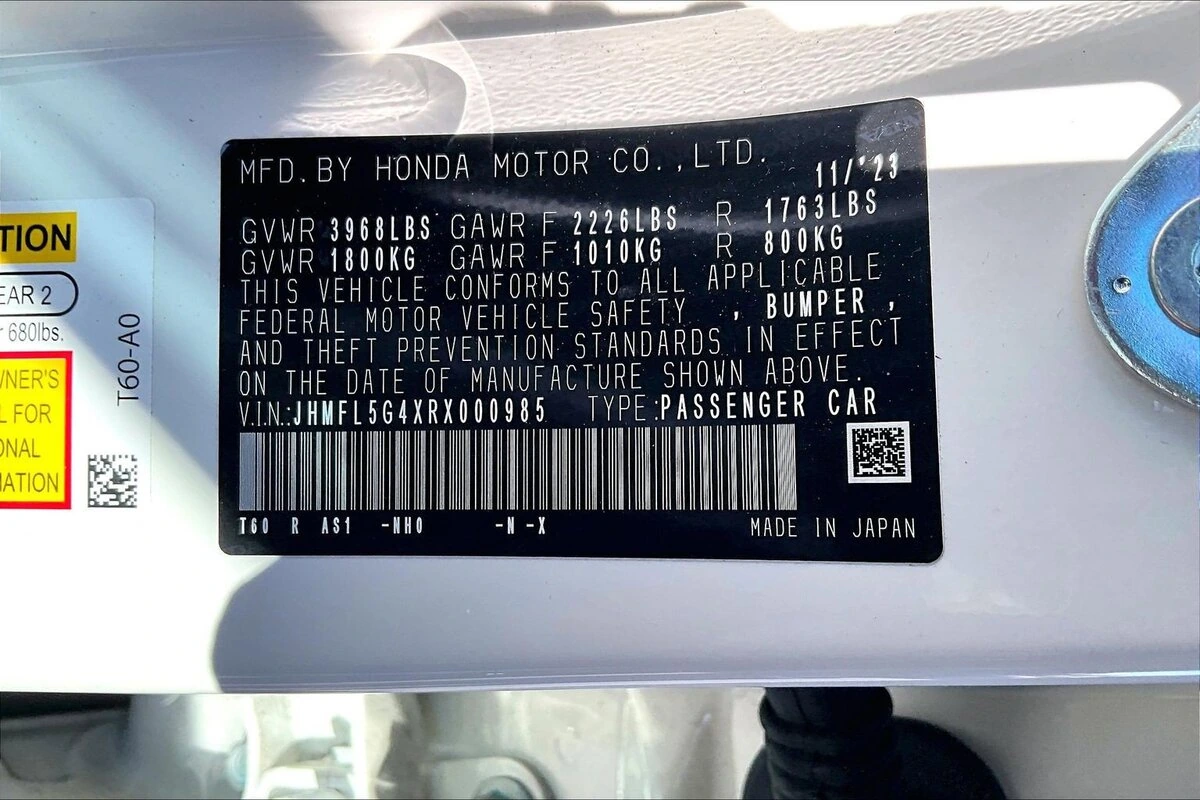 MFD. BY HONDA MOTOR CO., LTD.
11/'23
GVWR 3968LBS GAWR F 2226LBS R 1763LBS
GVWR 1800KG GAWR F 1010KG R 800KG
THIS VEHICLE CONFORMS TO ALL APPLICABLE
FEDERAL MOTOR VEHICLE SAFETY , BUMPER ,
AND THEFT PREVENTION STANDARDS IN EFFECT
ON THE DATE OF MANUFACTURE SHOWN ABOVE.
V.I.N.:JHMFL5G4XRX000985 TYPE:PASSENGER CAR
T60 R AS1 -NH0 -N -X
MADE IN JAPAN
TION
EAR 2
680lbs.
WNER'S
L FOR
ONAL
MATION
T60-A0